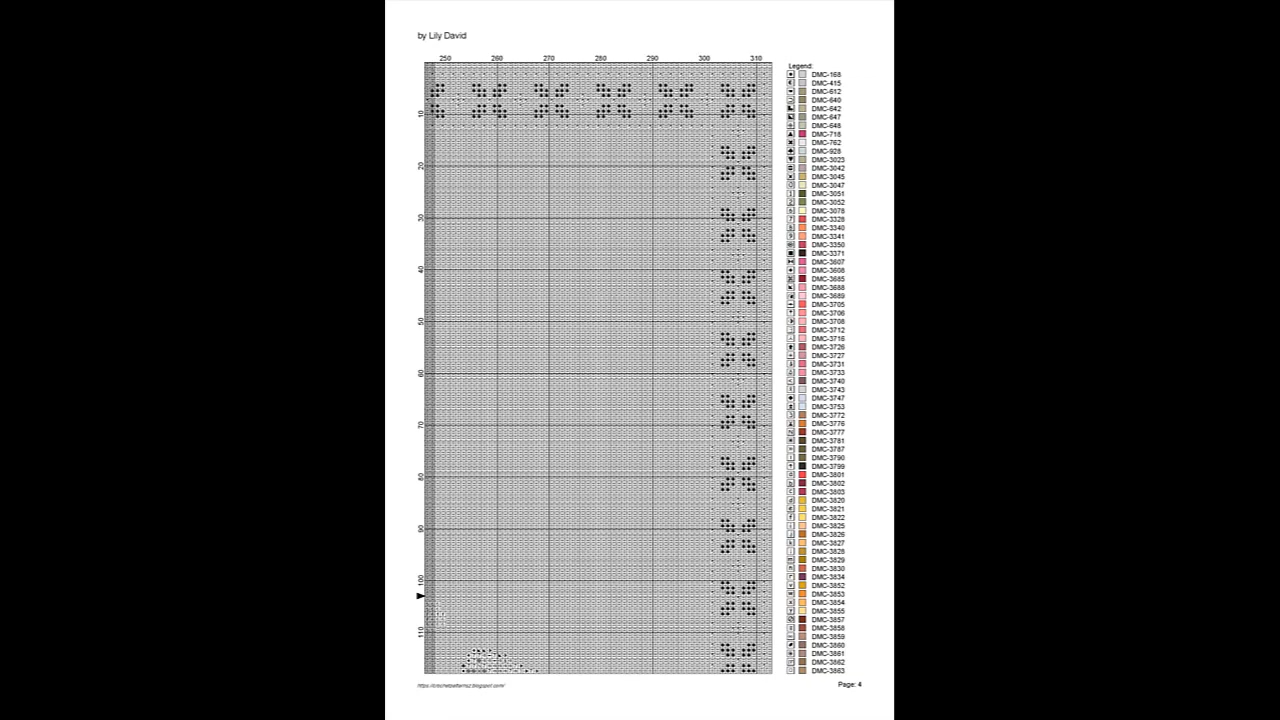 by Lily David
250 260 270 280 290 300 310
10
20
30
40
50
60
70
80
90
100
110
Legend:
DMC-168
DMC-415
DMC-612
DMC-640
DMC-642
DMC-647
DMC-648
DMC-718
DMC-762
DMC-928
DMC-3023
DMC-3042
DMC-3045
DMC-3047
DMC-3051
DMC-3052
DMC-3078
DMC-3328
DMC-3340
DMC-3341
DMC-3350
DMC-3371
DMC-3607
DMC-3608
DMC-3685
DMC-3688
DMC-3689
DMC-3705
DMC-3706
DMC-3708
DMC-3712
DMC-3716
DMC-3726
DMC-3727
DMC-3731
DMC-3733
DMC-3740
DMC-3743
DMC-3747
DMC-3753
DMC-3772
DMC-3776
DMC-3777
DMC-3781
DMC-3787
DMC-3790
DMC-3799
DMC-3801
DMC-3802
DMC-3803
DMC-3820
DMC-3821
DMC-3822
DMC-3825
DMC-3826
DMC-3827
DMC-3828
DMC-3829
DMC-3830
DMC-3834
DMC-3852
DMC-3853
DMC-3854
DMC-3855
DMC-3857
DMC-3858
DMC-3859
DMC-3860
DMC-3861
DMC-3862
DMC-3863
https://crochetpatternsz.blogspot.com/
Page: 4